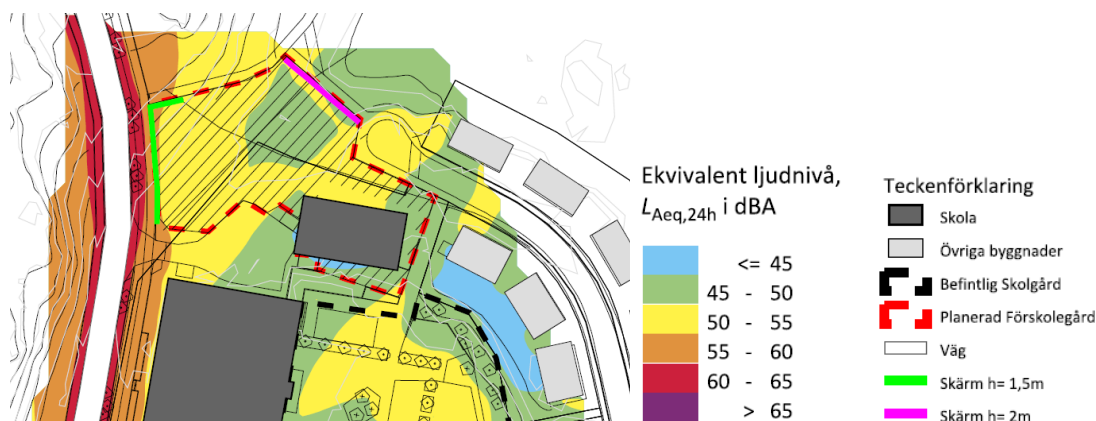 Ekvivalent ljudnivå,
LAeq,24h i dBA
<= 45
45 - 50
50 - 55
55 - 60
60 - 65
> 65
Teckenförklaring
Skola
Övriga byggnader
Befintlig Skolgård
Planerad Förskolegård
Väg
Skärm h= 1,5m
Skärm h= 2m